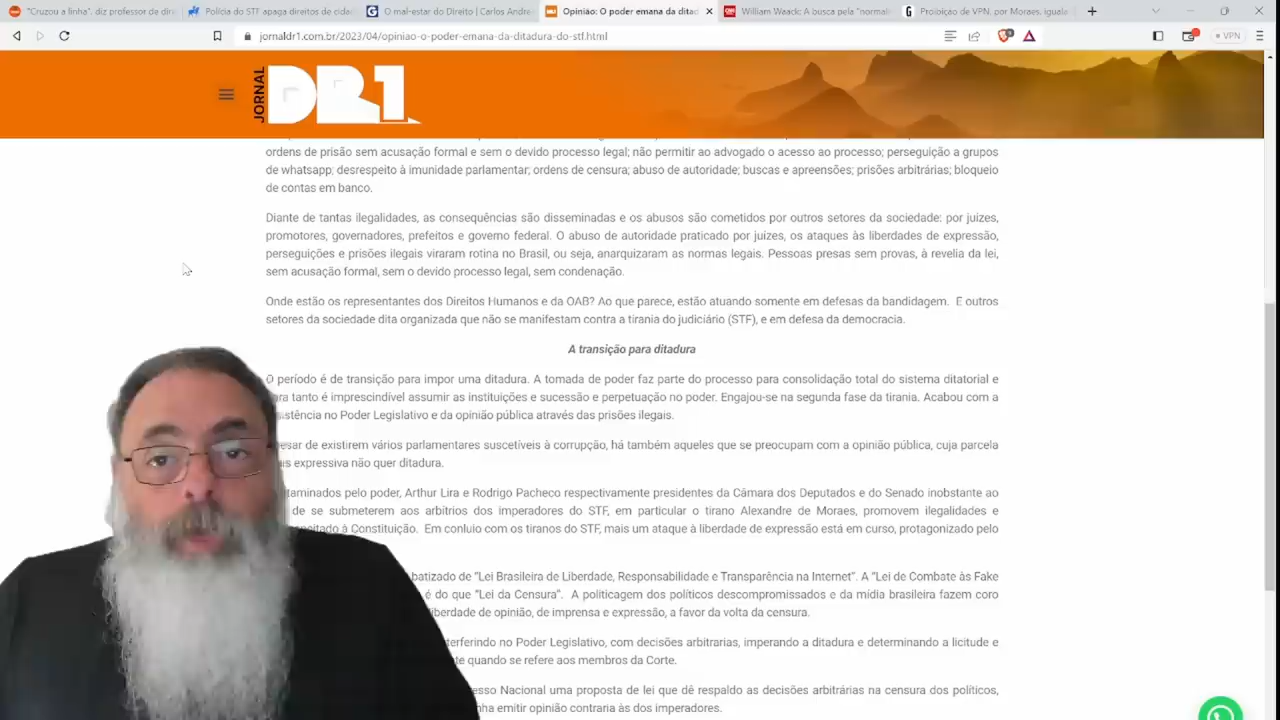 "Cruzou a linha". diz professor de dire
Polícia do STF apaga direitos de cidad
O mal-estar do Direito | Carlos Andre
Opinião: O poder emana da ditad
William Waack: A busca pela "normali
Proibição de VPN, por Moraes, iguala
jornaldr1.com.br/2023/04/opiniao-o-poder-emana-da-ditadura-do-stf.html
VPN
JORNAL DR1
ordens de prisão sem acusação formal e sem o devido processo legal; não permitir ao advogado o acesso ao processo; perseguição a grupos
de whatsapp; desrespeito à imunidade parlamentar; ordens de censura; abuso de autoridade; buscas e apreensões; prisões arbitrárias; bloqueio
de contas em banco.
Diante de tantas ilegalidades, as consequências são disseminadas e os abusos são cometidos por outros setores da sociedade: por juízes,
promotores, governadores, prefeitos e governo federal. O abuso de autoridade praticado por juízes, os ataques às liberdades de expressão,
perseguições e prisões ilegais viraram rotina no Brasil, ou seja, anarquizaram as normas legais. Pessoas presas sem provas, à revelia da lei,
sem acusação formal, sem o devido processo legal, sem condenação.
Onde estão os representantes dos Direitos Humanos e da OAB? Ao que parece, estão atuando somente em defesas da bandidagem. E outros
setores da sociedade dita organizada que não se manifestam contra a tirania do judiciário (STF), e em defesa da democracia.
A transição para ditadura
O período é de transição para impor uma ditadura. A tomada de poder faz parte do processo para consolidação total do sistema ditatorial e
tanto é imprescindível assumir as instituições e sucessão e perpetuação no poder. Engajou-se na segunda fase da tirania. Acabou com a
istência no Poder Legislativo e da opinião pública através das prisões ilegais.
esar de existirem vários parlamentares suscetíveis à corrupção, há também aqueles que se preocupam com a opinião pública, cuja parcela
is expressiva não quer ditadura.
taminados pelo poder, Arthur Lira e Rodrigo Pacheco respectivamente presidentes da Câmara dos Deputados e do Senado inobstante ao
de se submeterem aos arbítrios dos imperadores do STF, em particular o tirano Alexandre de Moraes, promovem ilegalidades e
à Constituição. Em conluio com os tiranos do STF, mais um ataque à liberdade de expressão está em curso, protagonizado pelo
batizado de "Lei Brasileira de Liberdade, Responsabilidade e Transparência na Internet". A "Lei de Combate às Fake
é do que "Lei da Censura". A politicagem dos políticos descompromissados e da mídia brasileira fazem coro
iberdade de opinião, de imprensa e expressão, a favor da volta da censura.
terferindo no Poder Legislativo, com decisões arbitrarias, imperando a ditadura e determinando a licitude e
te quando se refere aos membros da Corte.
esso Nacional uma proposta de lei que dê respaldo as decisões arbitrárias na censura dos políticos,
nha emitir opinião contraria às dos imperadores.